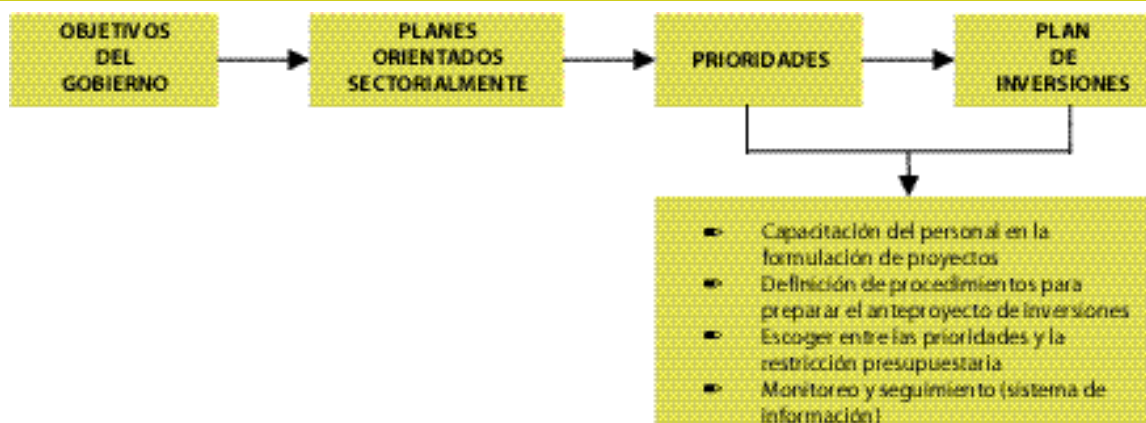 OBJETIVOS
DEL
GOBIERNO
PLANES
ORIENTADOS
SECTORIALMENTE
PRIORIDADES
PLAN
DE
INVERSIONES
Capacitación del personal en la
formulación de proyectos
Definición de procedimientos para
preparar el anteproyecto de inversiones
Escoger entre las prioridades y la
restricción presupuestaria
Monitoreo y seguimiento (sistema de
información)